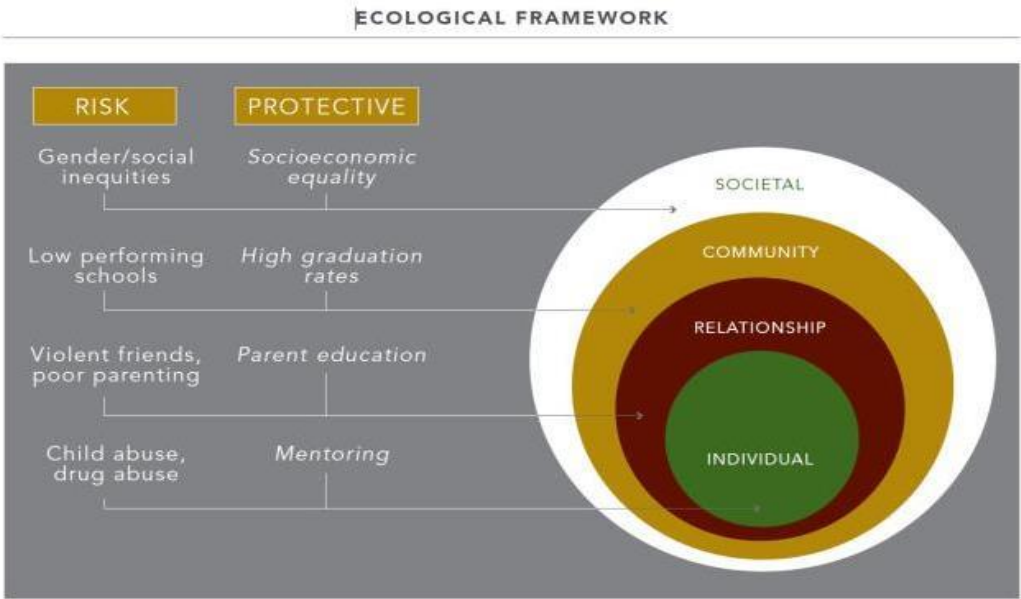 ECOLOGICAL FRAMEWORK
RISK
PROTECTIVE
Gender/social
inequities
Socioeconomic
equality
SOCIETAL
Low performing
schools
High graduation
rates
COMMUNITY
Violent friends,
poor parenting
Parent education
RELATIONSHIP
Child abuse,
drug abuse
Mentoring
INDIVIDUAL